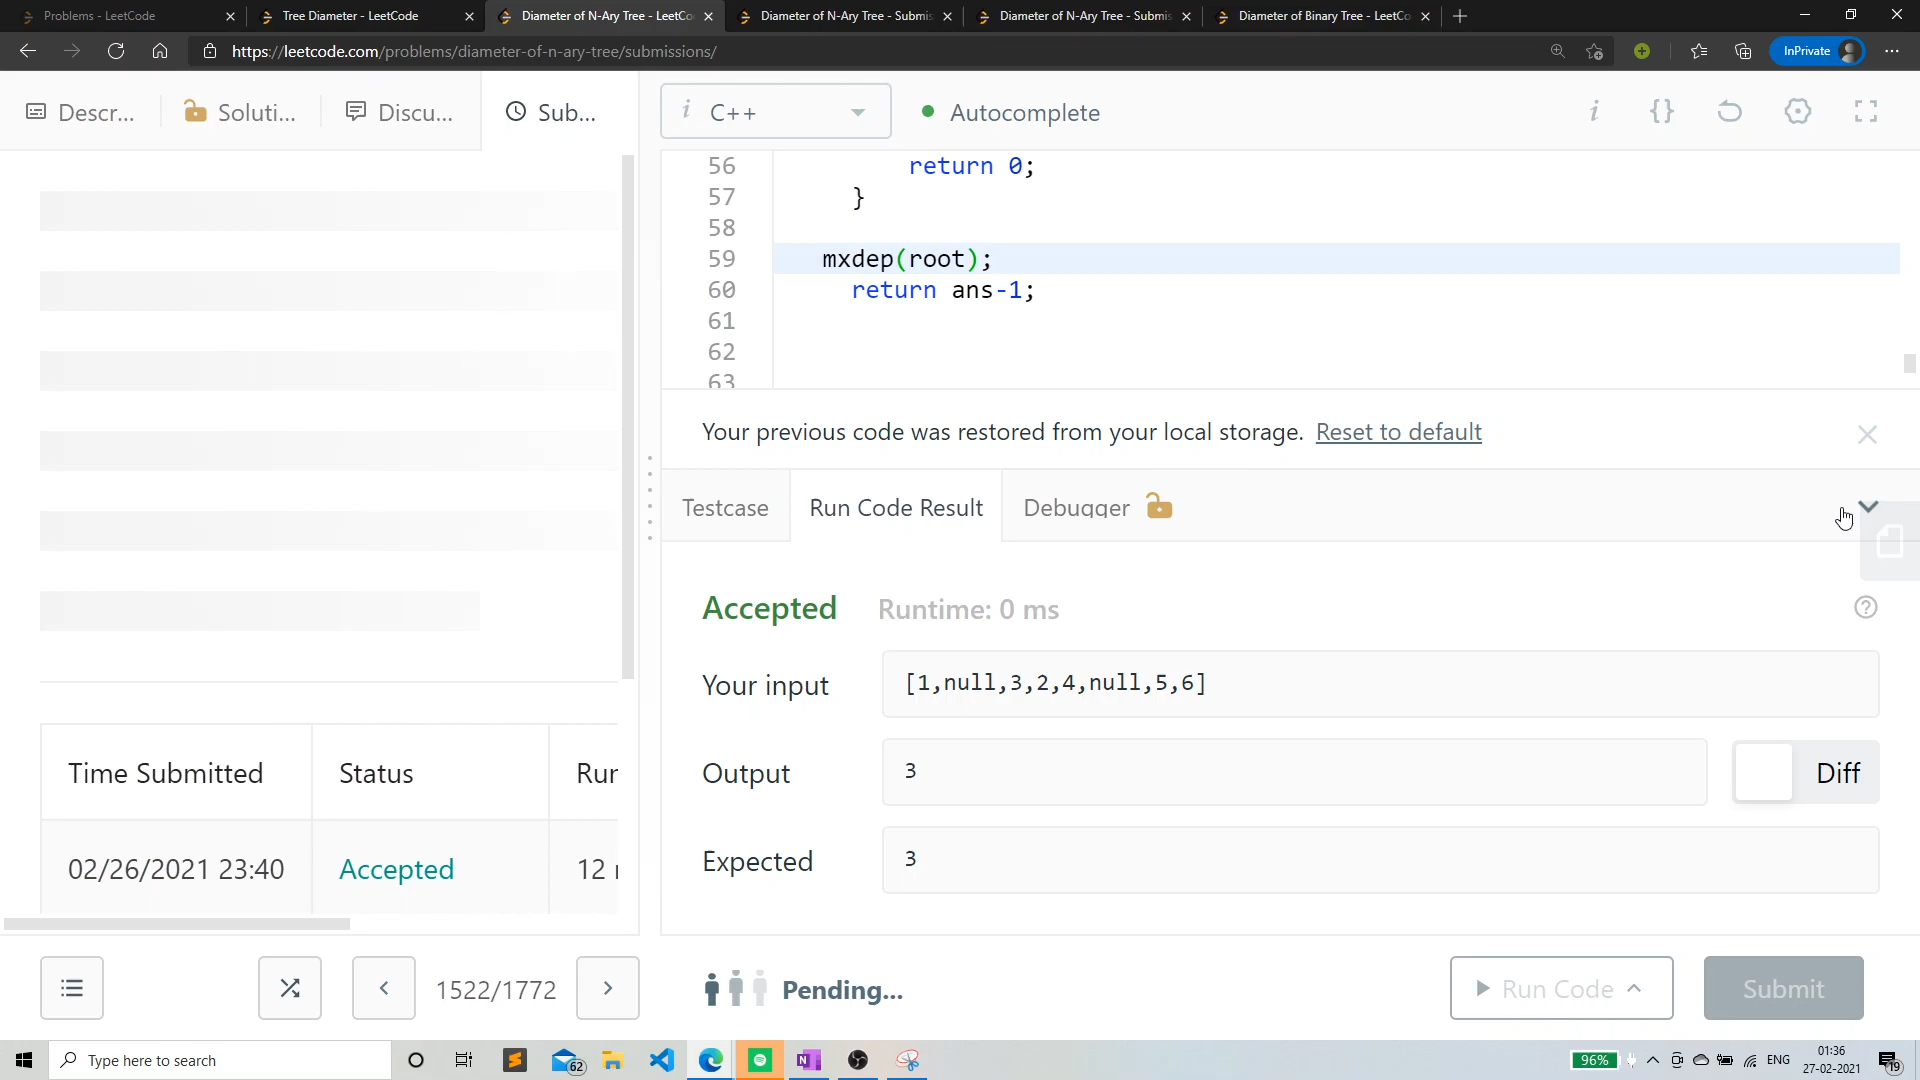 Problems - LeetCode
Tree Diameter - LeetCode
Diameter of N-Ary Tree - LeetCo
Diameter of N-Ary Tree - Submis
Diameter of N-Ary Tree - Submis
Diameter of Binary Tree - LeetCo
https://leetcode.com/problems/diameter-of-n-ary-tree/submissions/
InPrivate
Descr...
Soluti...
Discu...
Sub...
i C++
Autocomplete
i {}
56 return 0;
57 }
58
59 mxdep(root);
60 return ans-1;
61
62
63
Your previous code was restored from your local storage. Reset to default
Testcase
Run Code Result
Debugger
Accepted Runtime: 0 ms
Your input [1,null,3,2,4,null,5,6]
Output 3
Diff
Expected 3
Time Submitted Status Rur
02/26/2021 23:40 Accepted 12
1522/1772
Pending...
Run Code
Submit
Type here to search
62
96%
ENG
01:36
27-02-2021
19